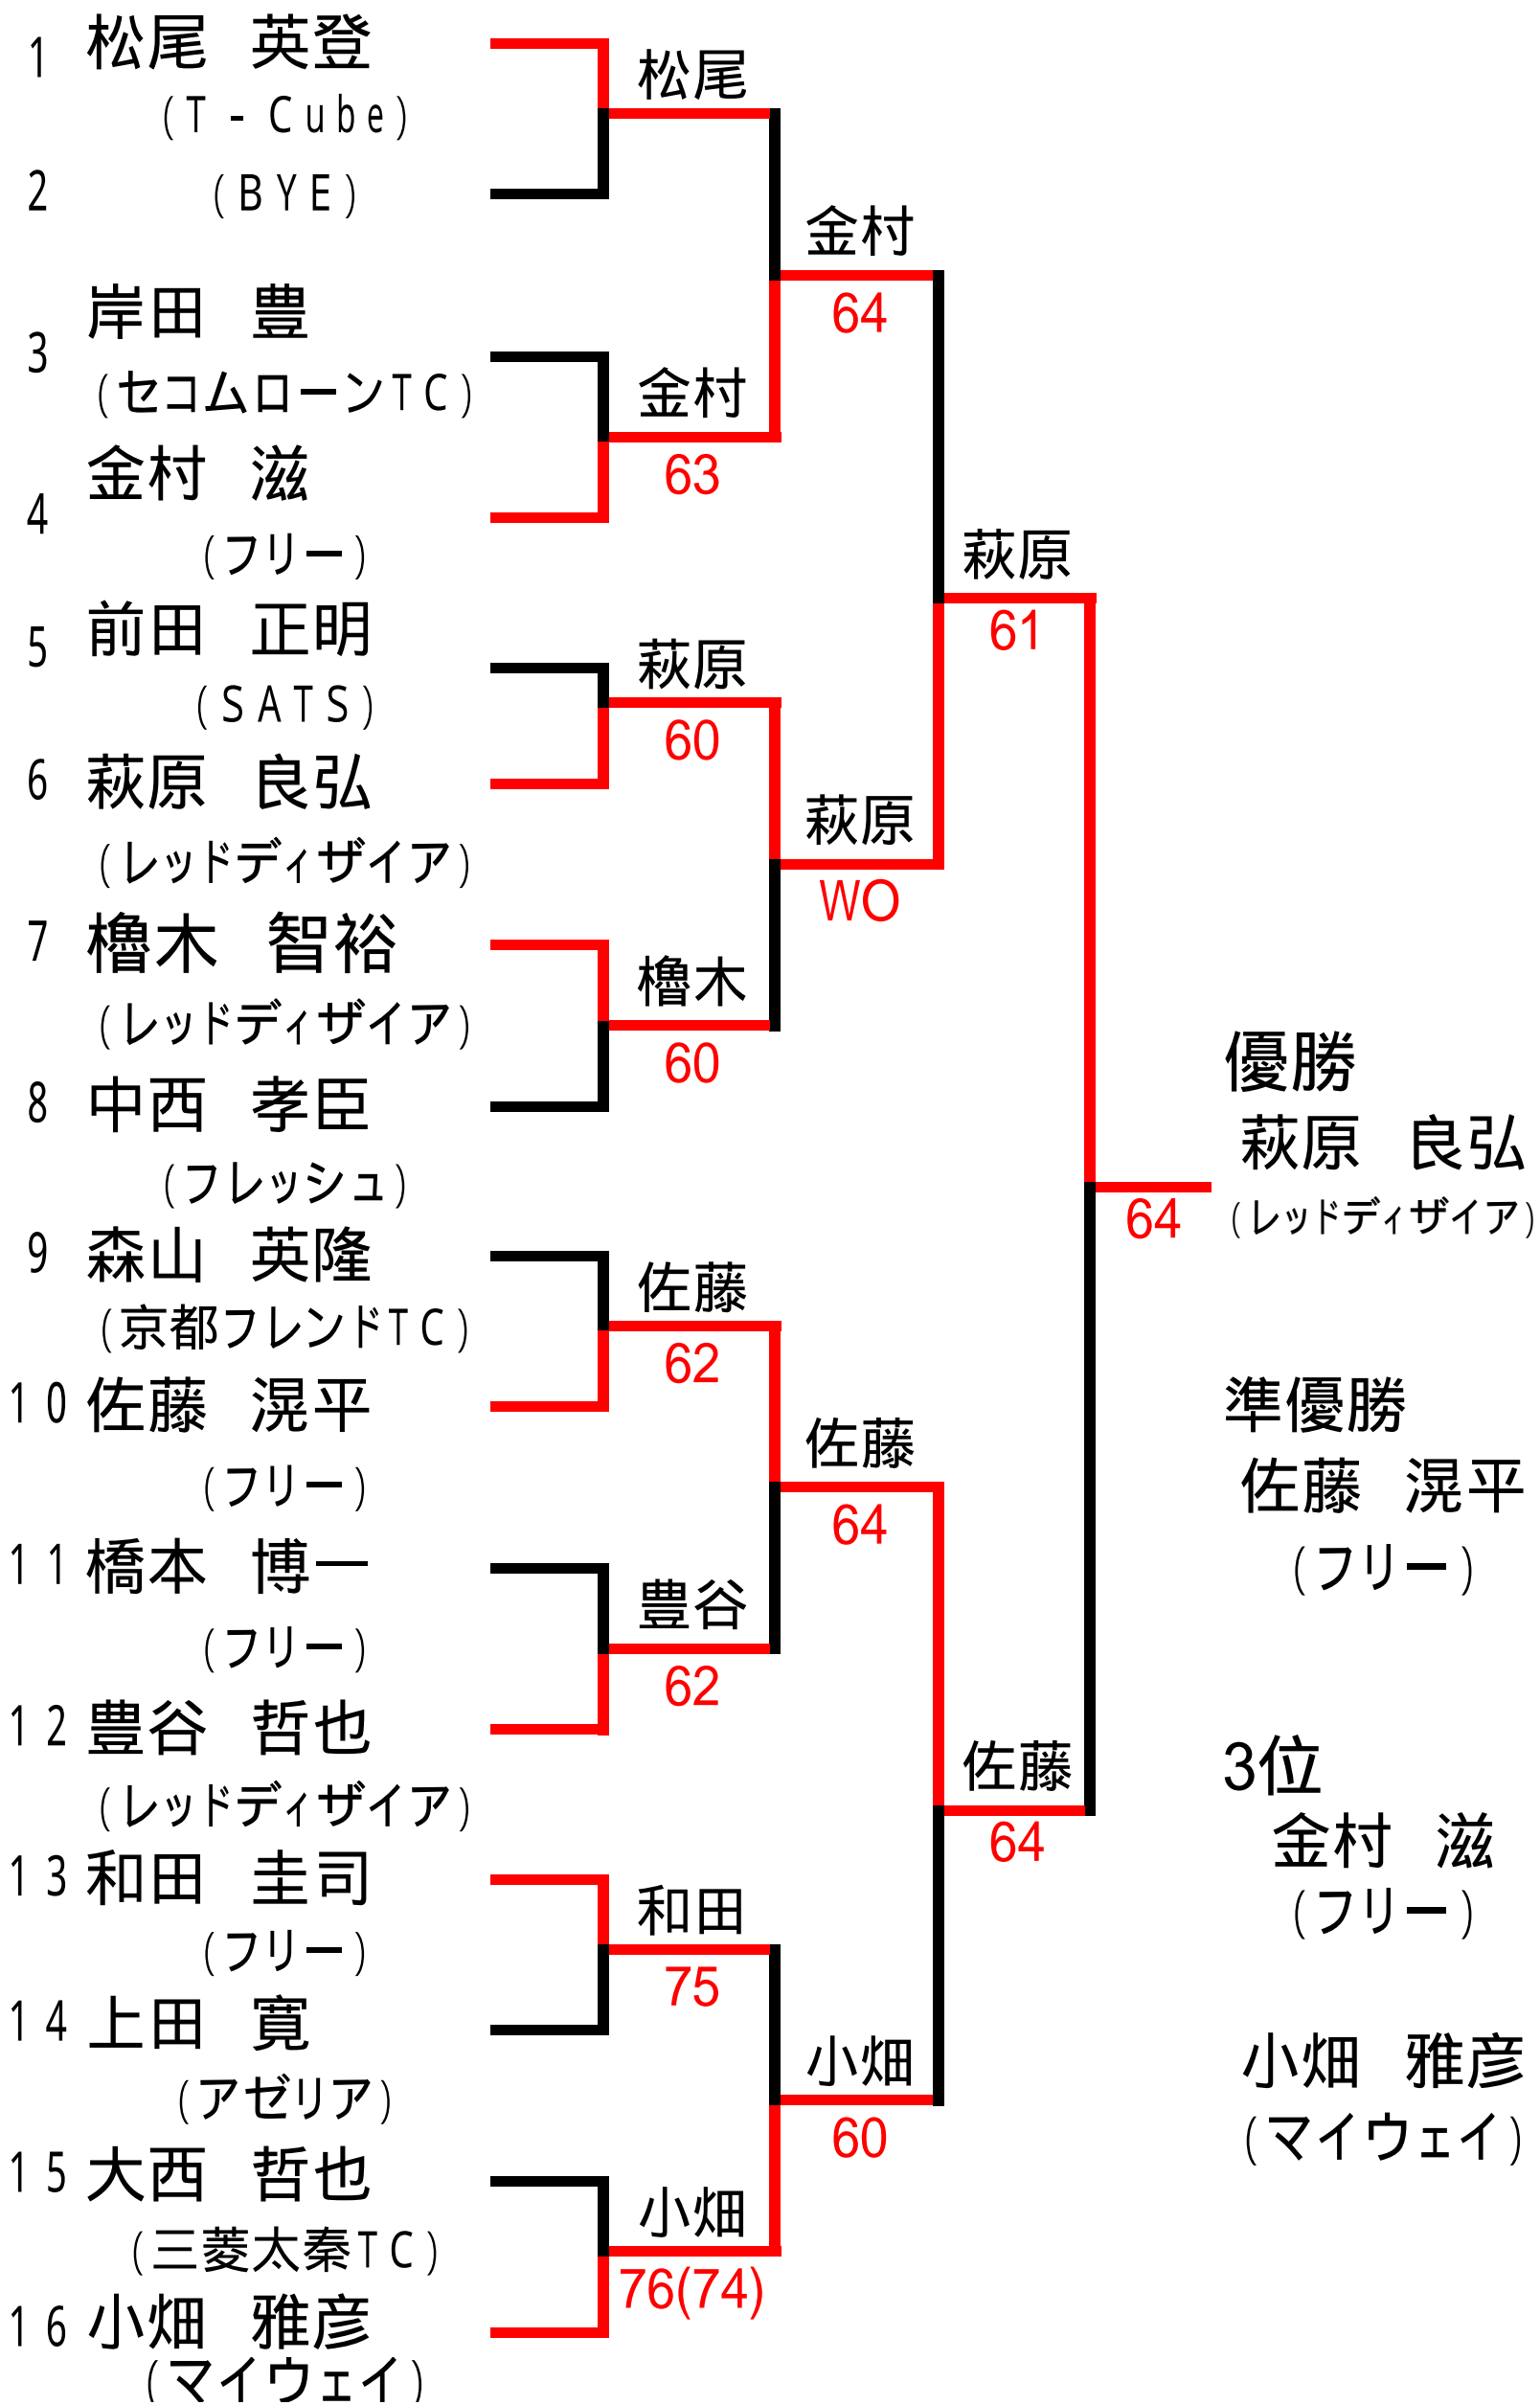 1 松尾 英登
(T-Cube)
2 (BYE)
3 岸田 豊
(セコムローンTC)
4 金村 滋
(フリー)
5 前田 正明
(SATS)
6 萩原 良弘
(レッドディザイア)
7 櫓木 智裕
(レッドディザイア)
8 中西 孝臣
(フレッシュ)
9 森山 英隆
(京都フレンドTC)
10 佐藤 滉平
(フリー)
11 橋本 博一
(フリー)
12 豊谷 哲也
(レッドディザイア)
13 和田 圭司
(フリー)
14 上田 寛
(アゼリア)
15 大西 哲也
(三菱太秦TC)
16 小畑 雅彦
(マイウェイ)
松尾
金村
63
萩原
60
櫓木
60
佐藤
62
豊谷
62
和田
75
小畑
76(74)
金村
64
萩原
WO
佐藤
64
小畑
60
萩原
61
佐藤
64
64
優勝
萩原 良弘
(レッドディザイア)
準優勝
佐藤 滉平
(フリー)
3位
金村 滋
(フリー)
小畑 雅彦
(マイウェイ)